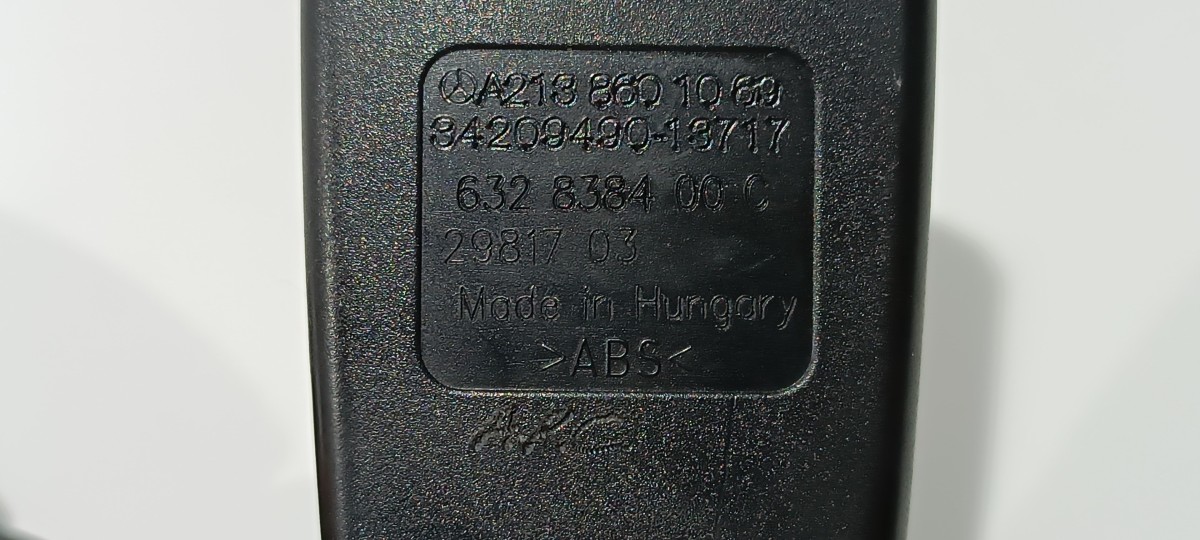 A213 860 10 69
34209490-13717
632 8384 00 C
29817 03
Made in Hungary
>ABS<